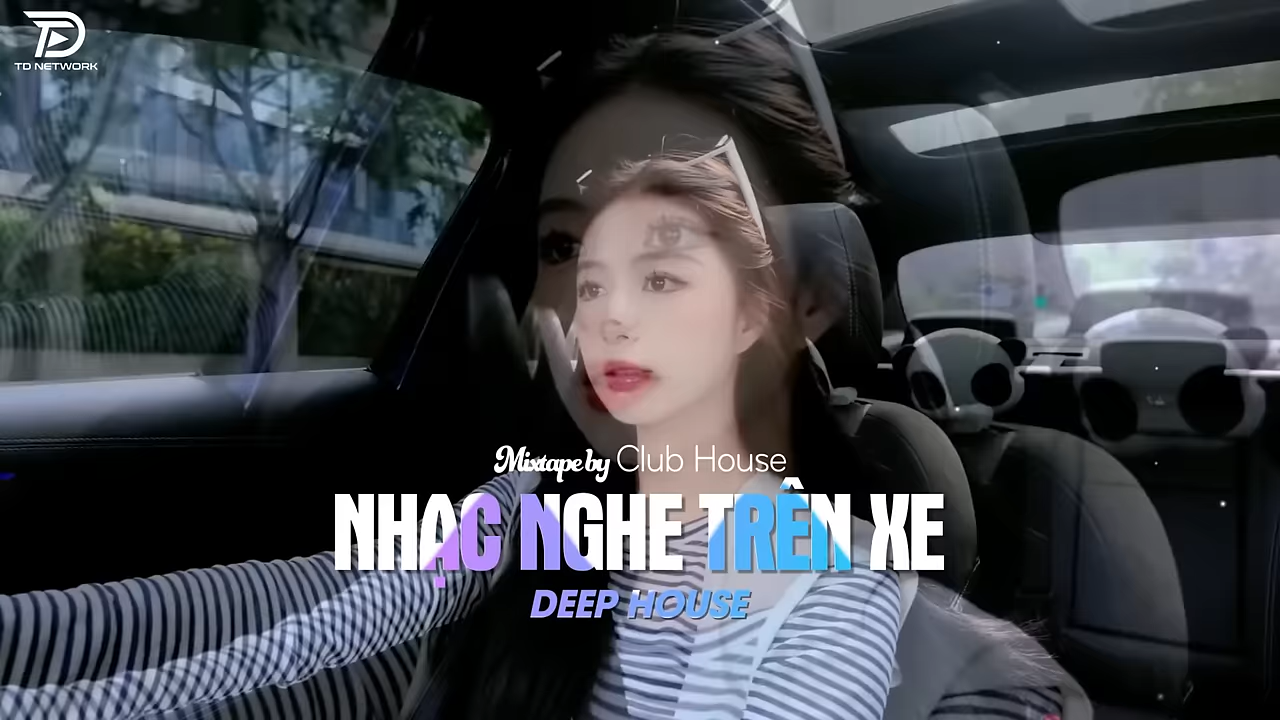 TD NETWORK
Mixtape by Club House
NHẠC NGHE TRÊN XE
DEEP HOUSE